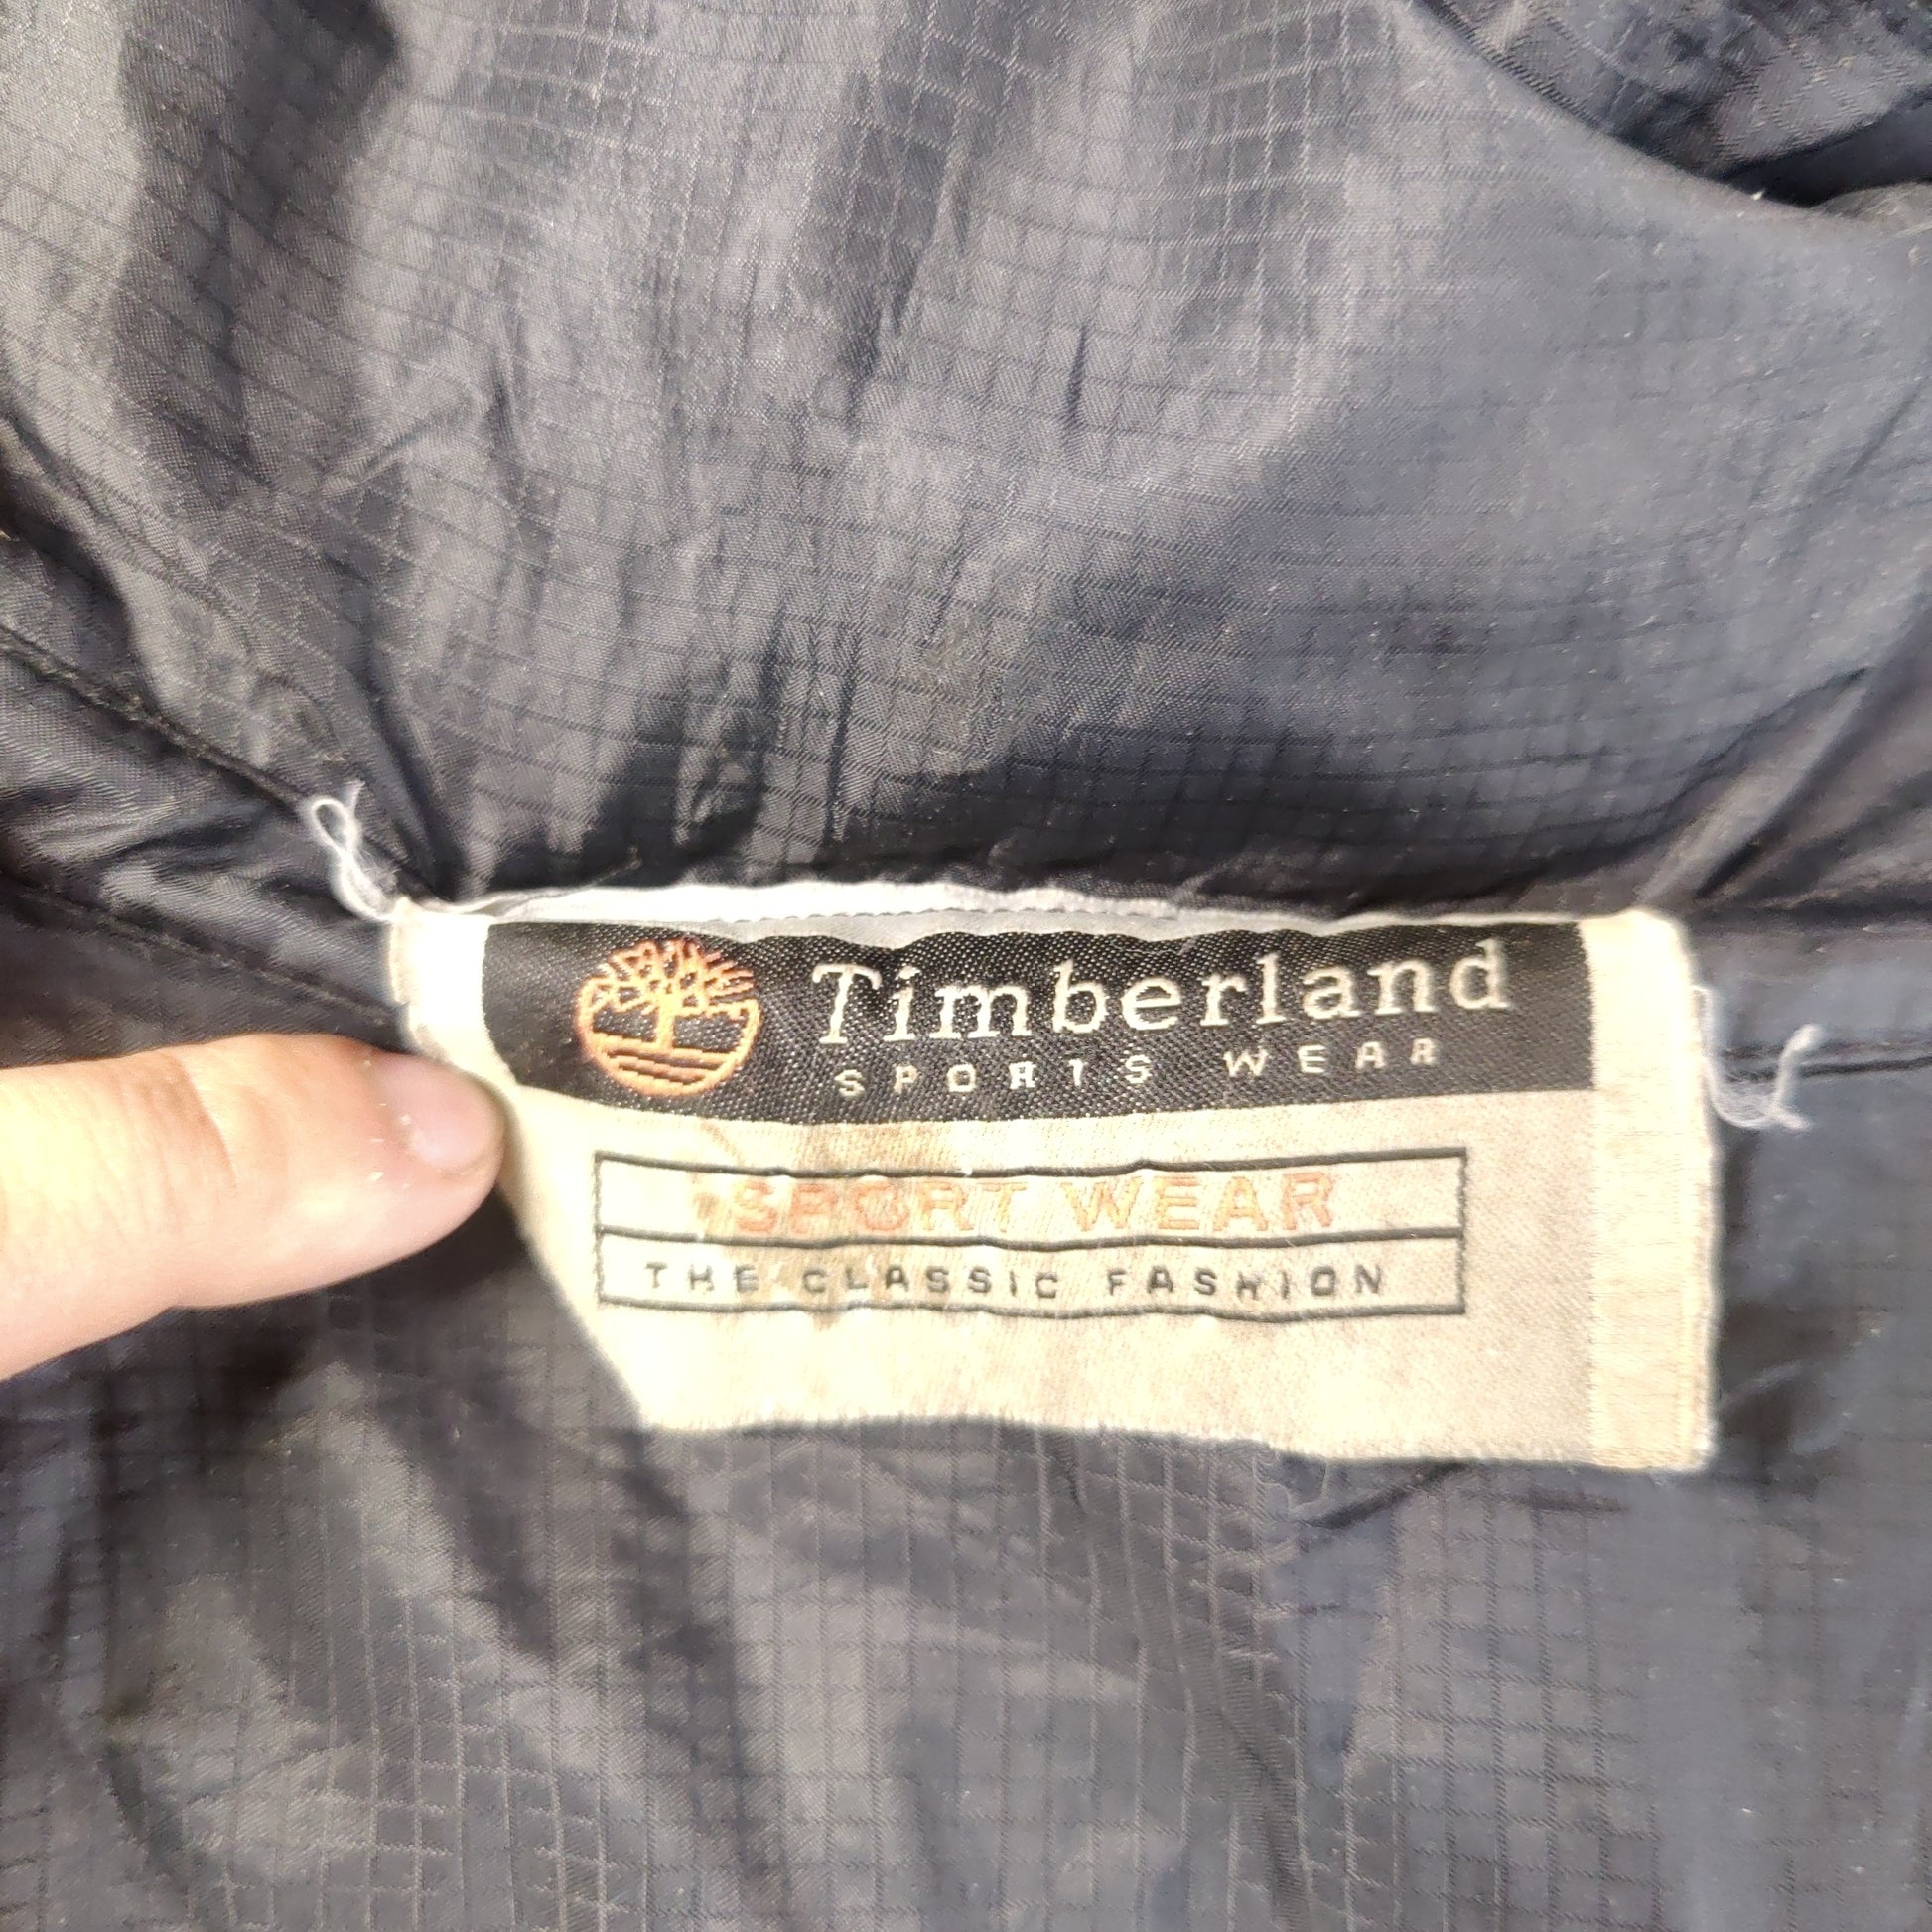 Timberland
SPORTS WEAR
SPORT WEAR
THE CLASSIC FASHION